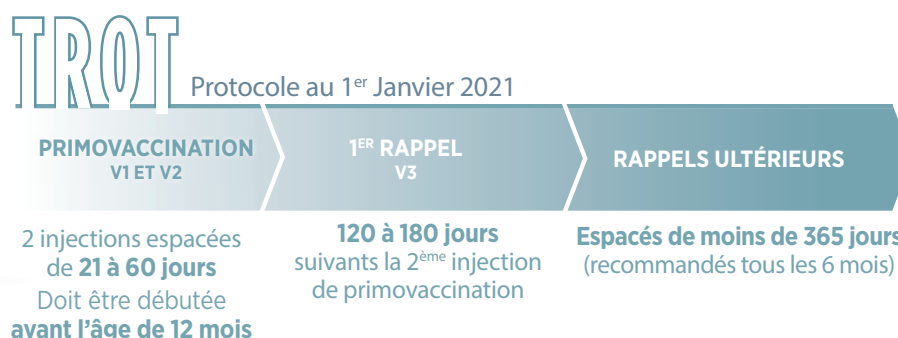 TROT
Protocole au 1er Janvier 2021
PRIMOVACCINATION
V1 ET V2
1ER RAPPEL
V3
RAPPELS ULTÉRIEURS
2 injections espacées
de 21 à 60 jours
Doit être débutée
avant l’âge de 12 mois
120 à 180 jours
suivants la 2ème injection
de primovaccination
Espacés de moins de 365 jours
(recommandés tous les 6 mois)